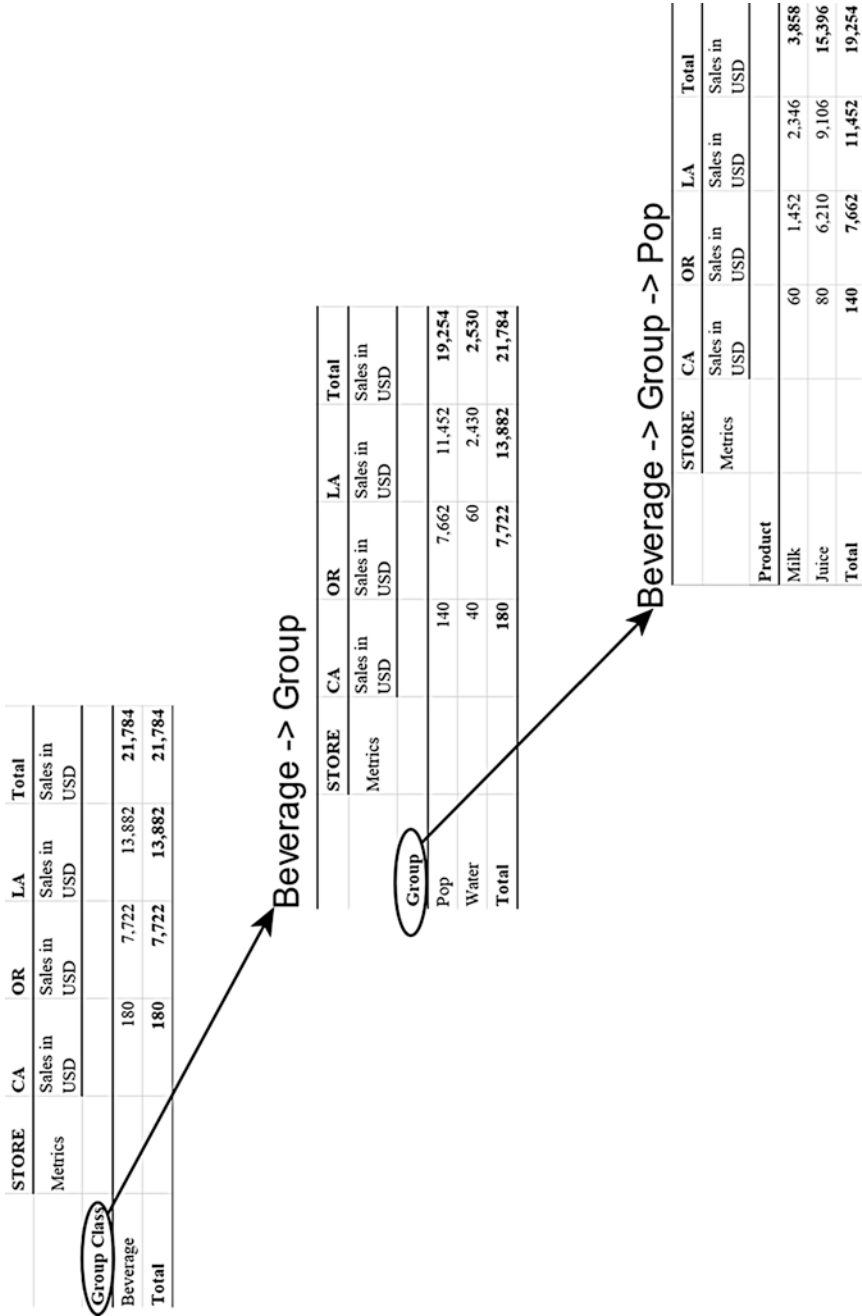 STORE CA OR LA Total
Metrics Sales in USD Sales in USD Sales in USD Sales in USD
Group Class
Beverage 180 7,722 13,882 21,784
Total 180 7,722 13,882 21,784
Beverage -> Group
STORE CA OR LA Total
Metrics Sales in USD Sales in USD Sales in USD Sales in USD
Group
Pop 140 7,662 11,452 19,254
Water 40 60 2,430 2,530
Total 180 7,722 13,882 21,784
Beverage -> Group -> Pop
STORE CA OR LA Total
Metrics Sales in USD Sales in USD Sales in USD Sales in USD
Product
Milk 60 1,452 2,346 3,858
Juice 80 6,210 9,106 15,396
Total 140 7,662 11,452 19,254